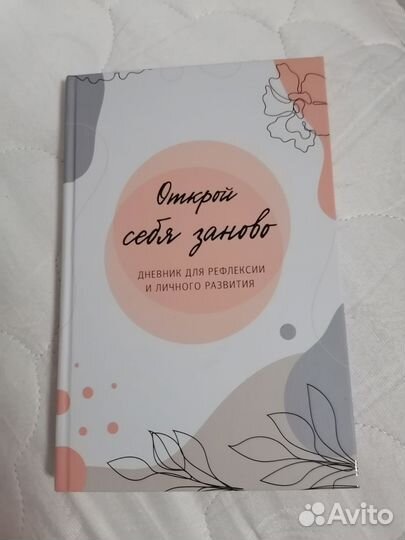 Открой
себя заново
ДНЕВНИК ДЛЯ РЕФЛЕКСИИ
И ЛИЧНОГО РАЗВИТИЯ
Avito